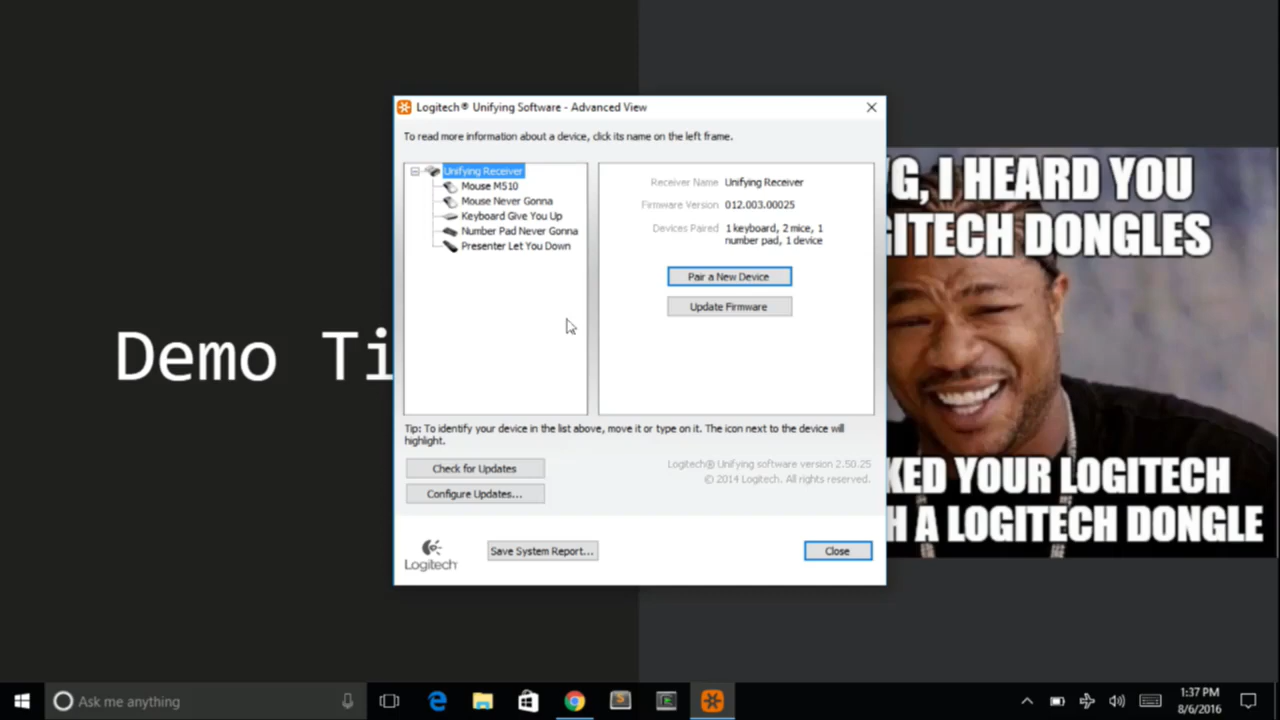 Logitech® Unifying Software - Advanced View
To read more information about a device, click its name on the left frame.
Unifying Receiver
Mouse M510
Mouse Never Gonna
Keyboard Give You Up
Number Pad Never Gonna
Presenter Let You Down
Receiver Name Unifying Receiver
Firmware Version 012.003.00025
Devices Paired 1 keyboard, 2 mice, 1
number pad, 1 device
Pair a New Device
Update Firmware
Tip: To identify your device in the list above, move it or type on it. The icon next to the device will
highlight.
Check for Updates
Configure Updates...
Logitech® Unifying software version 2.50.25
© 2014 Logitech. All rights reserved.
Logitech
Save System Report...
Close
Demo Ti
G, I HEARD YOU
GITECH DONGLES
KED YOUR LOGITECH
H A LOGITECH DONGLE
Ask me anything
1:37 PM
8/6/2016